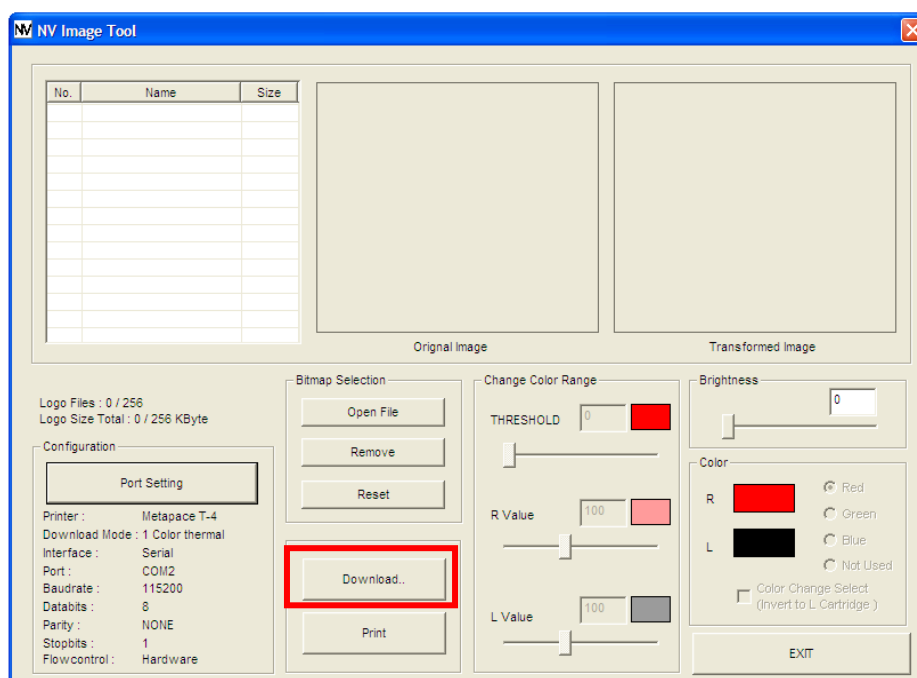 NV NV Image Tool
No. Name Size
Orignal Image
Transformed Image
Logo Files : 0 / 256
Logo Size Total : 0 / 256 KByte
Configuration
Port Setting
Printer : Metapace T-4
Download Mode : 1 Color thermal
Interface : Serial
Port : COM2
Baudrate : 115200
Databits : 8
Parity : NONE
Stopbits : 1
Flowcontrol : Hardware
Bitmap Selection
Open File
Remove
Reset
Download..
Print
Change Color Range
THRESHOLD 0
R Value 100
L Value 100
Brightness
0
Color
R
L
Red
Green
Blue
Not Used
Color Change Select
(Invert to L Cartridge )
EXIT